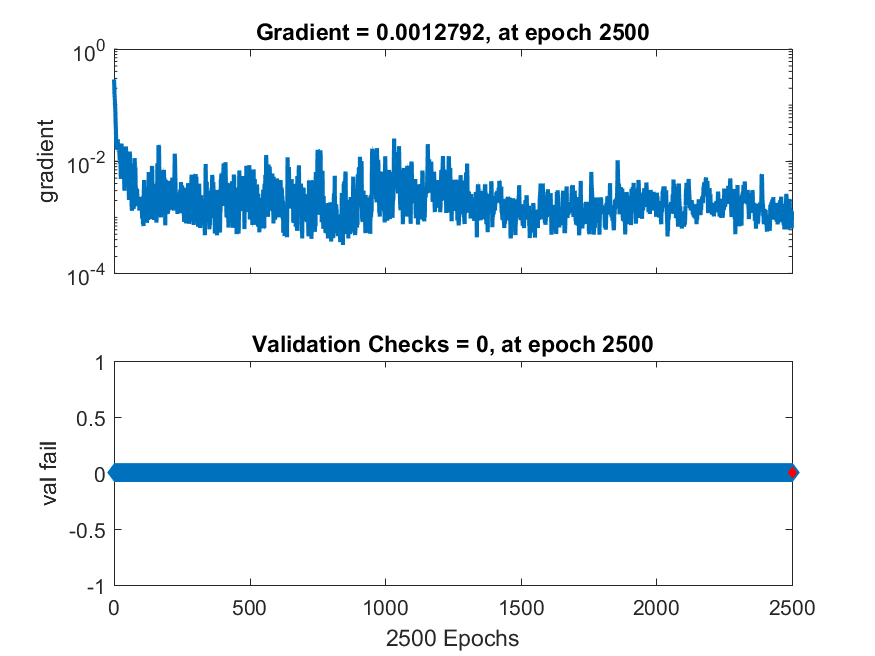 Gradient = 0.0012792, at epoch 2500
10^0
10^-2
10^-4
gradient
Validation Checks = 0, at epoch 2500
1
0.5
0
-0.5
-1
val fail
0 500 1000 1500 2000 2500
2500 Epochs